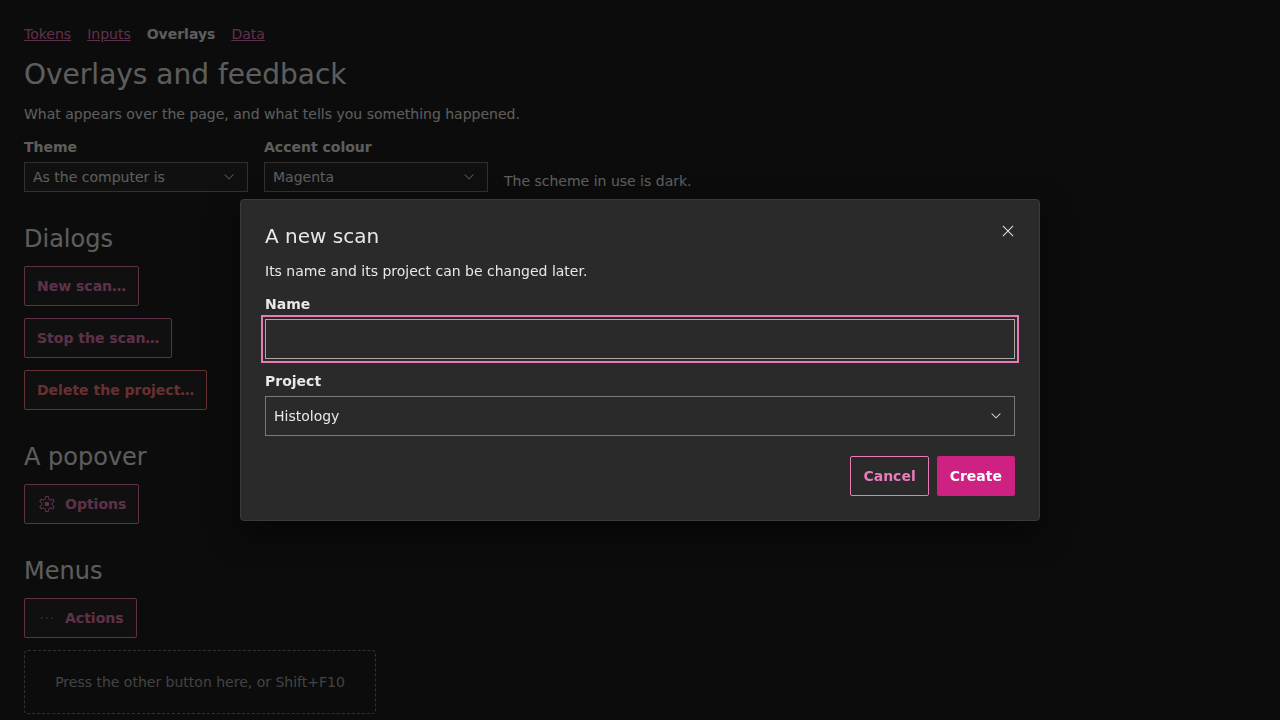 Tokens Inputs Overlays Data
Overlays and feedback
What appears over the page, and what tells you something happened.
Theme
Accent colour
As the computer is
Magenta
The scheme in use is dark.
Dialogs
New scan…
Stop the scan…
Delete the project…
A popover
Options
Menus
Actions
Press the other button here, or Shift+F10
A new scan
Its name and its project can be changed later.
Name
Project
Histology
Cancel
Create